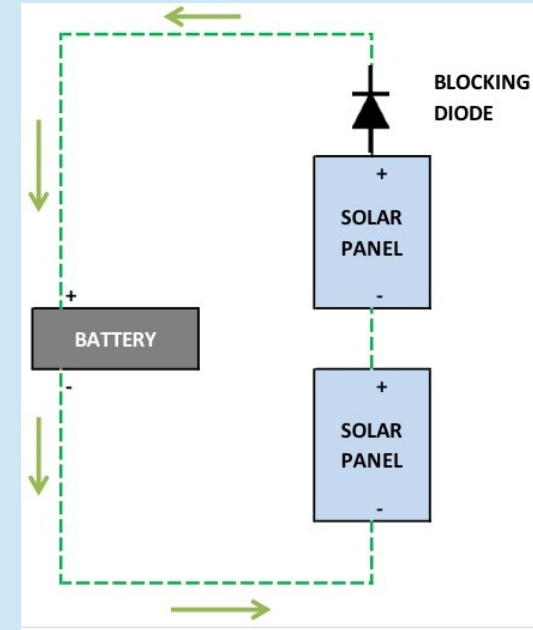 BLOCKING
DIODE
+
SOLAR
PANEL
-
+
BATTERY
-
+
SOLAR
PANEL
-